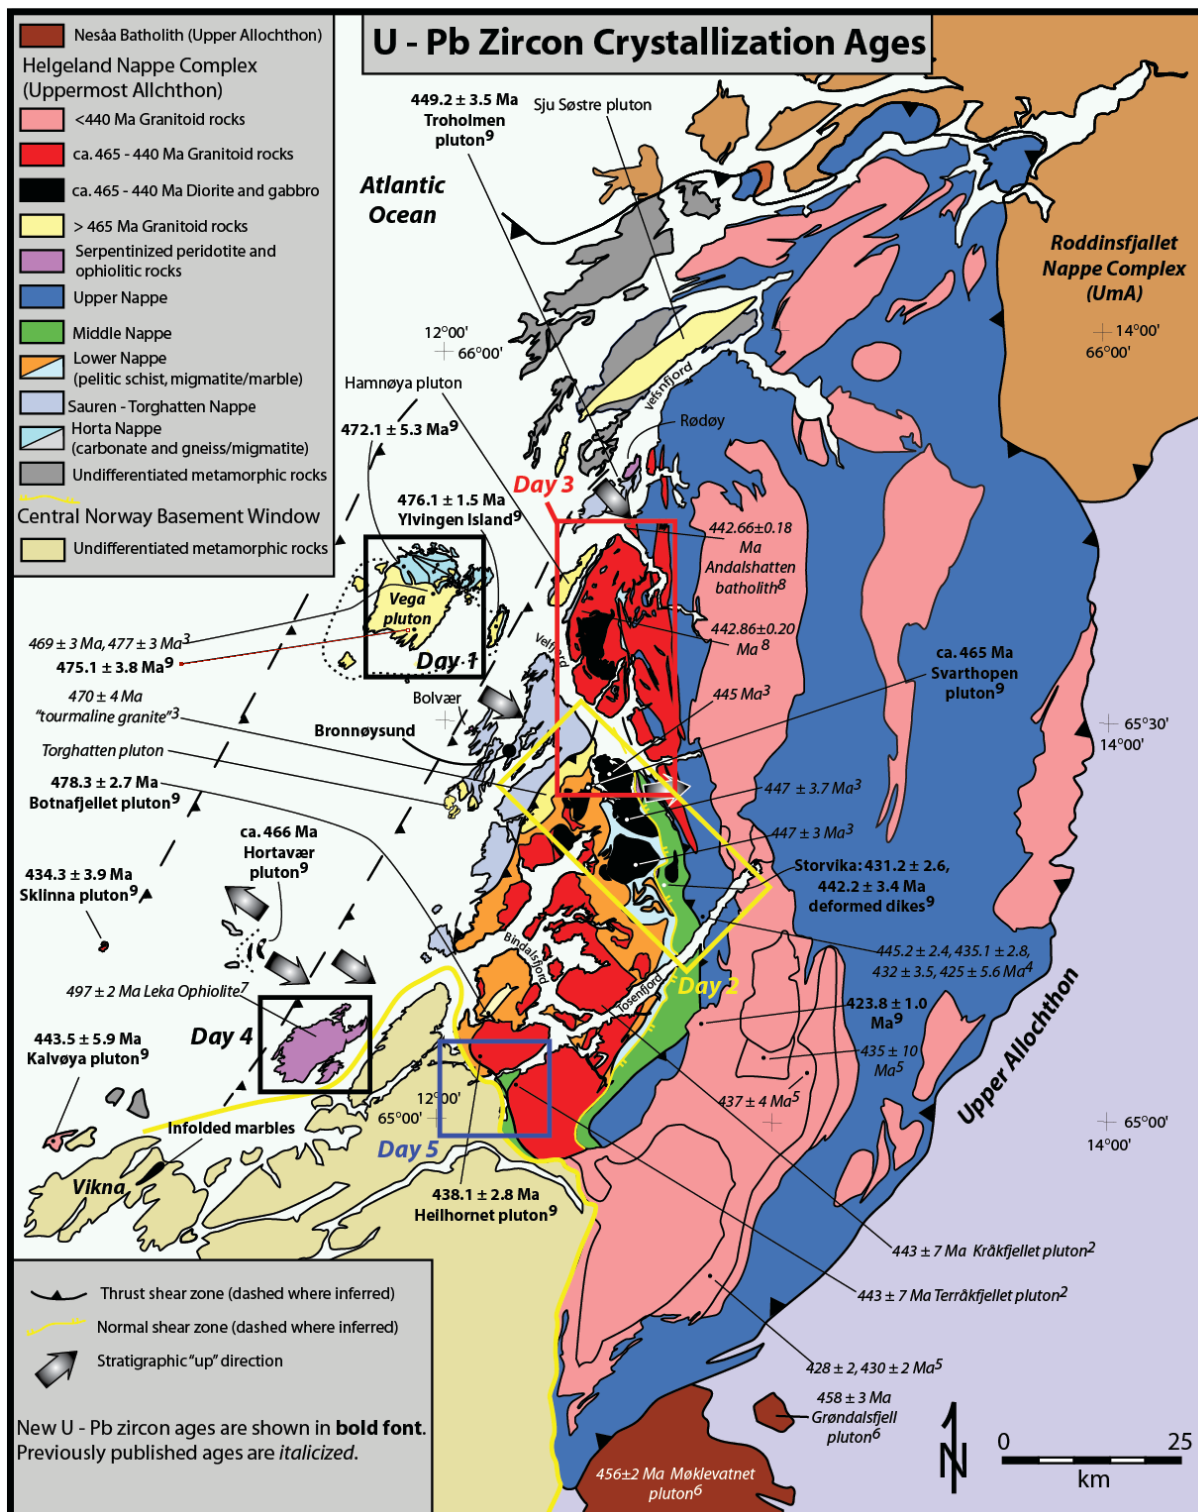 U - Pb Zircon Crystallization Ages
Nesåa Batholith (Upper Allochthon)
Helgeland Nappe Complex
(Uppermost Allchthon)
<440 Ma Granitoid rocks
ca. 465 - 440 Ma Granitoid rocks
ca. 465 - 440 Ma Diorite and gabbro
> 465 Ma Granitoid rocks
Serpentinized peridotite and
ophiolitic rocks
Upper Nappe
Middle Nappe
Lower Nappe
(pelitic schist, migmatite/marble)
Sauren - Torghatten Nappe
Horta Nappe
(carbonate and gneiss/migmatite)
Undifferentiated metamorphic rocks
Central Norway Basement Window
Undifferentiated metamorphic rocks
449.2 ± 3.5 Ma
Troholmen
pluton9
Sju Søstre pluton
Atlantic
Ocean
Roddinsfjallet
Nappe Complex
(UmA)
12°00'
66°00'
14°00'
66°00'
Vefsnfjord
Rødøy
Hamnøya pluton
472.1 ± 5.3 Ma9
Day 3
476.1 ± 1.5 Ma
Ylvingen Island9
442.66±0.18
Ma
Andalshatten
batholith8
Vega
pluton
469 ± 3 Ma, 477 ± 3 Ma3
475.1 ± 3.8 Ma9
Day 1
Velfjord
442.86±0.20
Ma8
ca. 465 Ma
Svarthopen
pluton9
470 ± 4 Ma
"tourmaline granite"3
Bolvær
445 Ma3
65°30'
14°00'
Bronnøysund
Torghatten pluton
478.3 ± 2.7 Ma
Botnafjellet pluton9
447 ± 3.7 Ma3
447 ± 3 Ma3
ca. 466 Ma
Hortavær
pluton9
434.3 ± 3.9 Ma
Sklinna pluton9
Storvika: 431.2 ± 2.6,
442.2 ± 3.4 Ma
deformed dikes9
Bindalsfjord
Tosenfjord
Day 2
445.2 ± 2.4, 435.1 ± 2.8,
432 ± 3.5, 425 ± 5.6 Ma4
497 ± 2 Ma Leka Ophiolite7
Day 4
423.8 ± 1.0
Ma9
443.5 ± 5.9 Ma
Kalvøya pluton9
435 ± 10
Ma5
437 ± 4 Ma5
Upper Allochthon
12°00'
65°00'
65°00'
14°00'
Infolded marbles
Day 5
Vikna
438.1 ± 2.8 Ma
Heilhornet pluton9
443 ± 7 Ma Kråkfjellet pluton2
443 ± 7 Ma Terråkfjellet pluton2
428 ± 2, 430 ± 2 Ma5
458 ± 3 Ma
Grøndalsfjell
pluton6
456±2 Ma Møklevatnet
pluton6
Thrust shear zone (dashed where inferred)
Normal shear zone (dashed where inferred)
Stratigraphic "up" direction
New U - Pb zircon ages are shown in bold font.
Previously published ages are italicized.
N
0 25
km